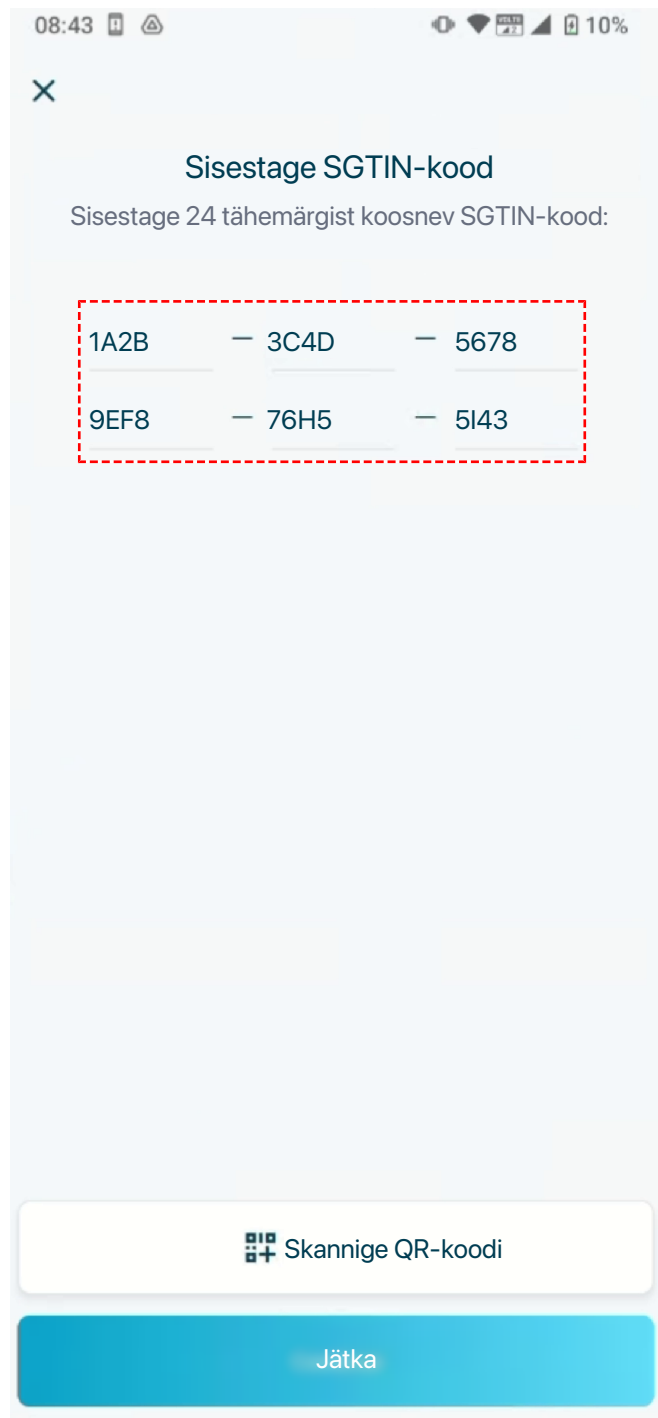 08:43 10%
Sisestage SGTIN-kood
Sisestage 24 tähemärgist koosnev SGTIN-kood:
1A2B — 3C4D — 5678
9EF8 — 76H5 — 5I43
Skannige QR-koodi
Jätka